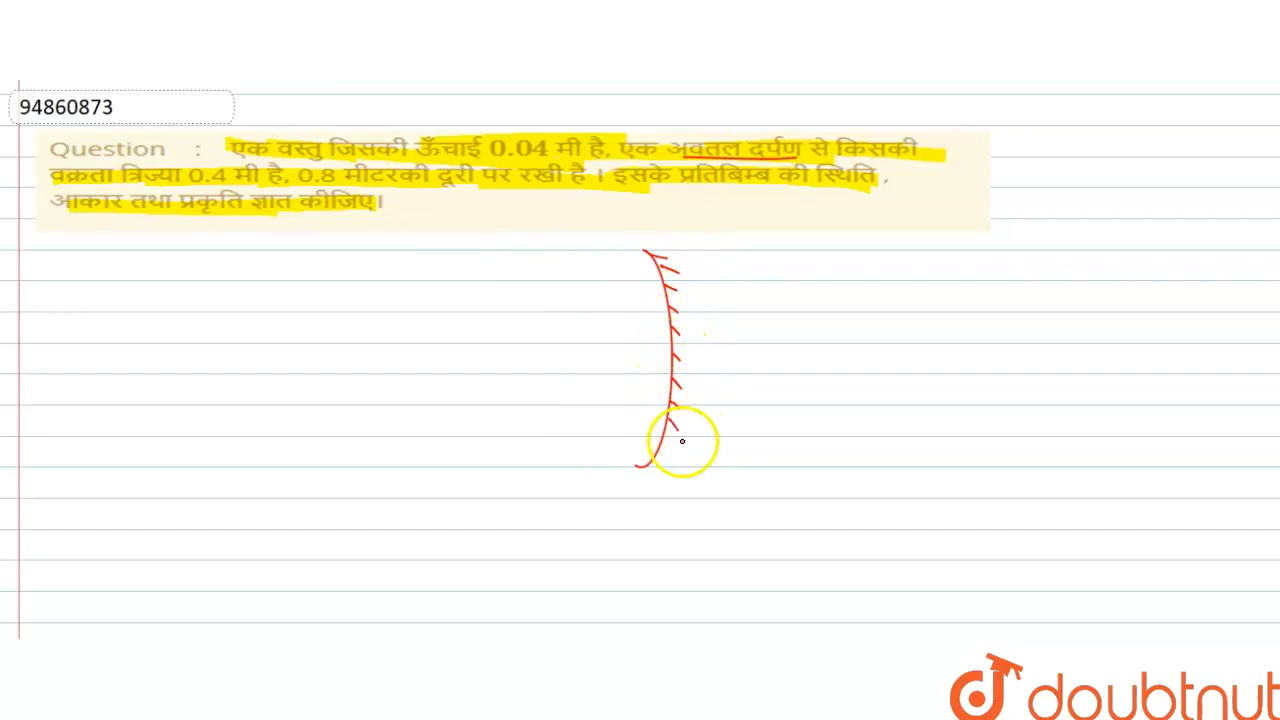 94860873
Question : एक वस्तु जिसकी ऊँचाई 0.04 मी है, एक अवतल दर्पण से किसकी
वक्रता त्रिज्या 0.4 मी है, 0.8 मीटरकी दूरी पर रखी है । इसके प्रतिबिम्ब की स्थिति ,
आकार तथा प्रकृति ज्ञात कीजिए।
doubtnut